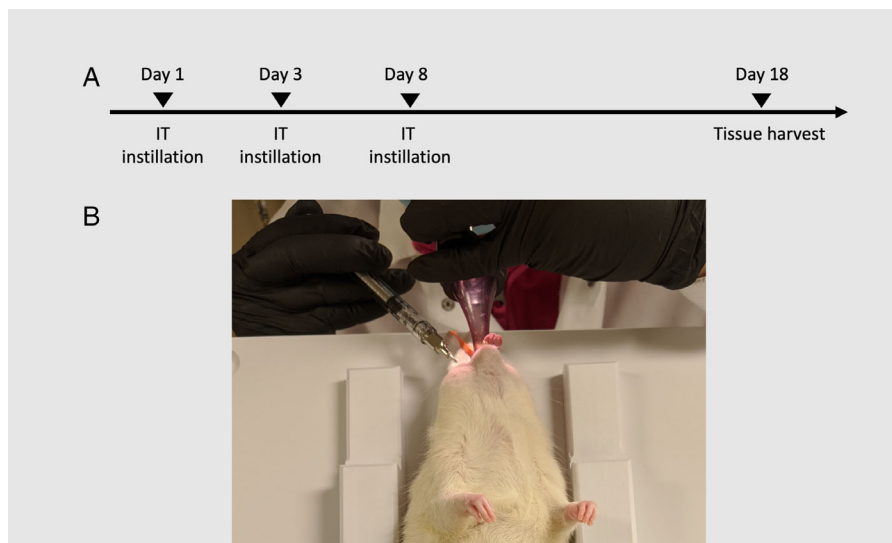 A
Day 1
Day 3
Day 8
Day 18
IT
instillation
IT
instillation
IT
instillation
Tissue harvest
B